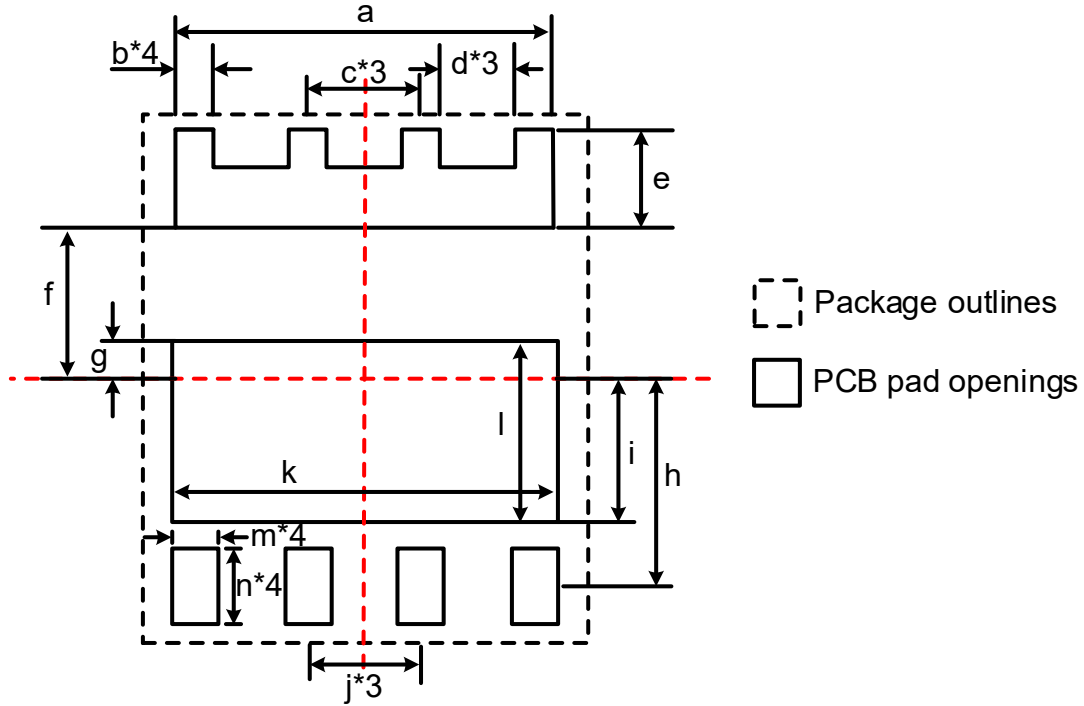 a
b*4
c*3
d*3
e
f
g
Package outlines
PCB pad openings
l
i
h
k
m*4
n*4
j*3